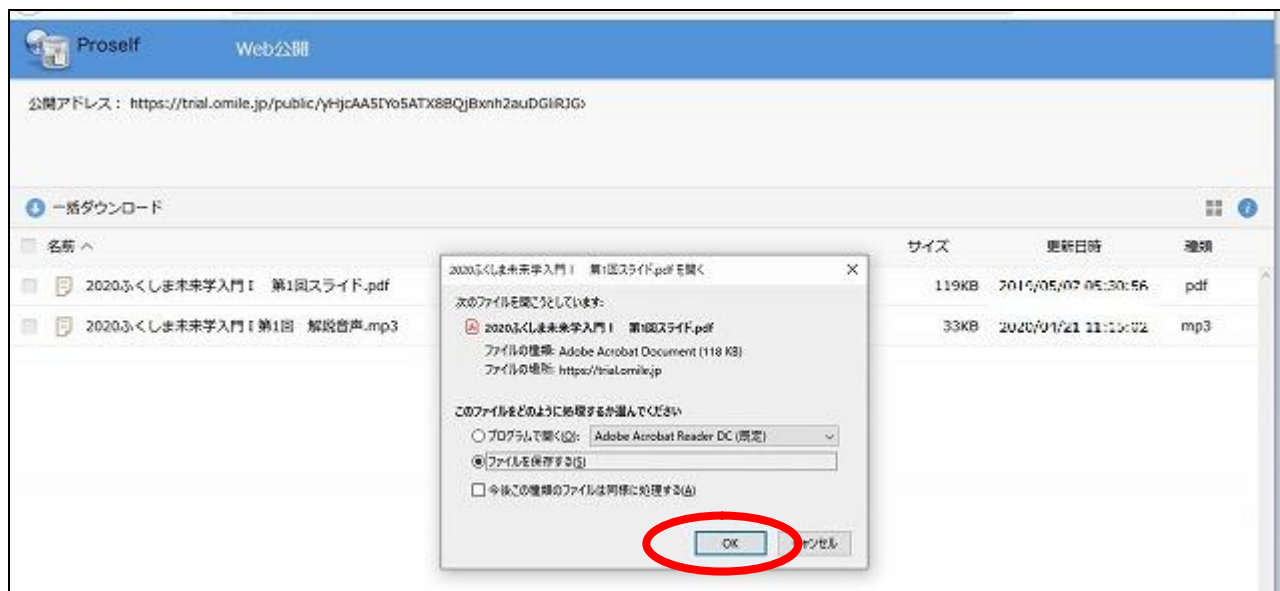 Proself
Web公開
公開アドレス: https://trial.omile.jp/public/
一括ダウンロード
名前 サイズ 更新日時 種類
2020ふくしま未来学入門Ⅰ 第1回スライド.pdf 119KB pdf
2020ふくしま未来学入門Ⅰ第1回 解説音声.mp3 33KB 2020/04/21 11:15:02 mp3
2020ふくしま未来学入門Ⅰ 第1回スライド.pdf を開く
次のファイルを開こうとしています:
2020ふくしま未来学入門Ⅰ 第1回スライド.pdf
ファイルの種類: Adobe Acrobat Document (118 KB)
ファイルの場所: https://trial.omile.jp
このファイルをどのように処理するか選んでください
プログラムで開く(O): Adobe Acrobat Reader DC (既定)
ファイルを保存する(S)
今後この種類のファイルは同様に処理する(A)
OK キャンセル